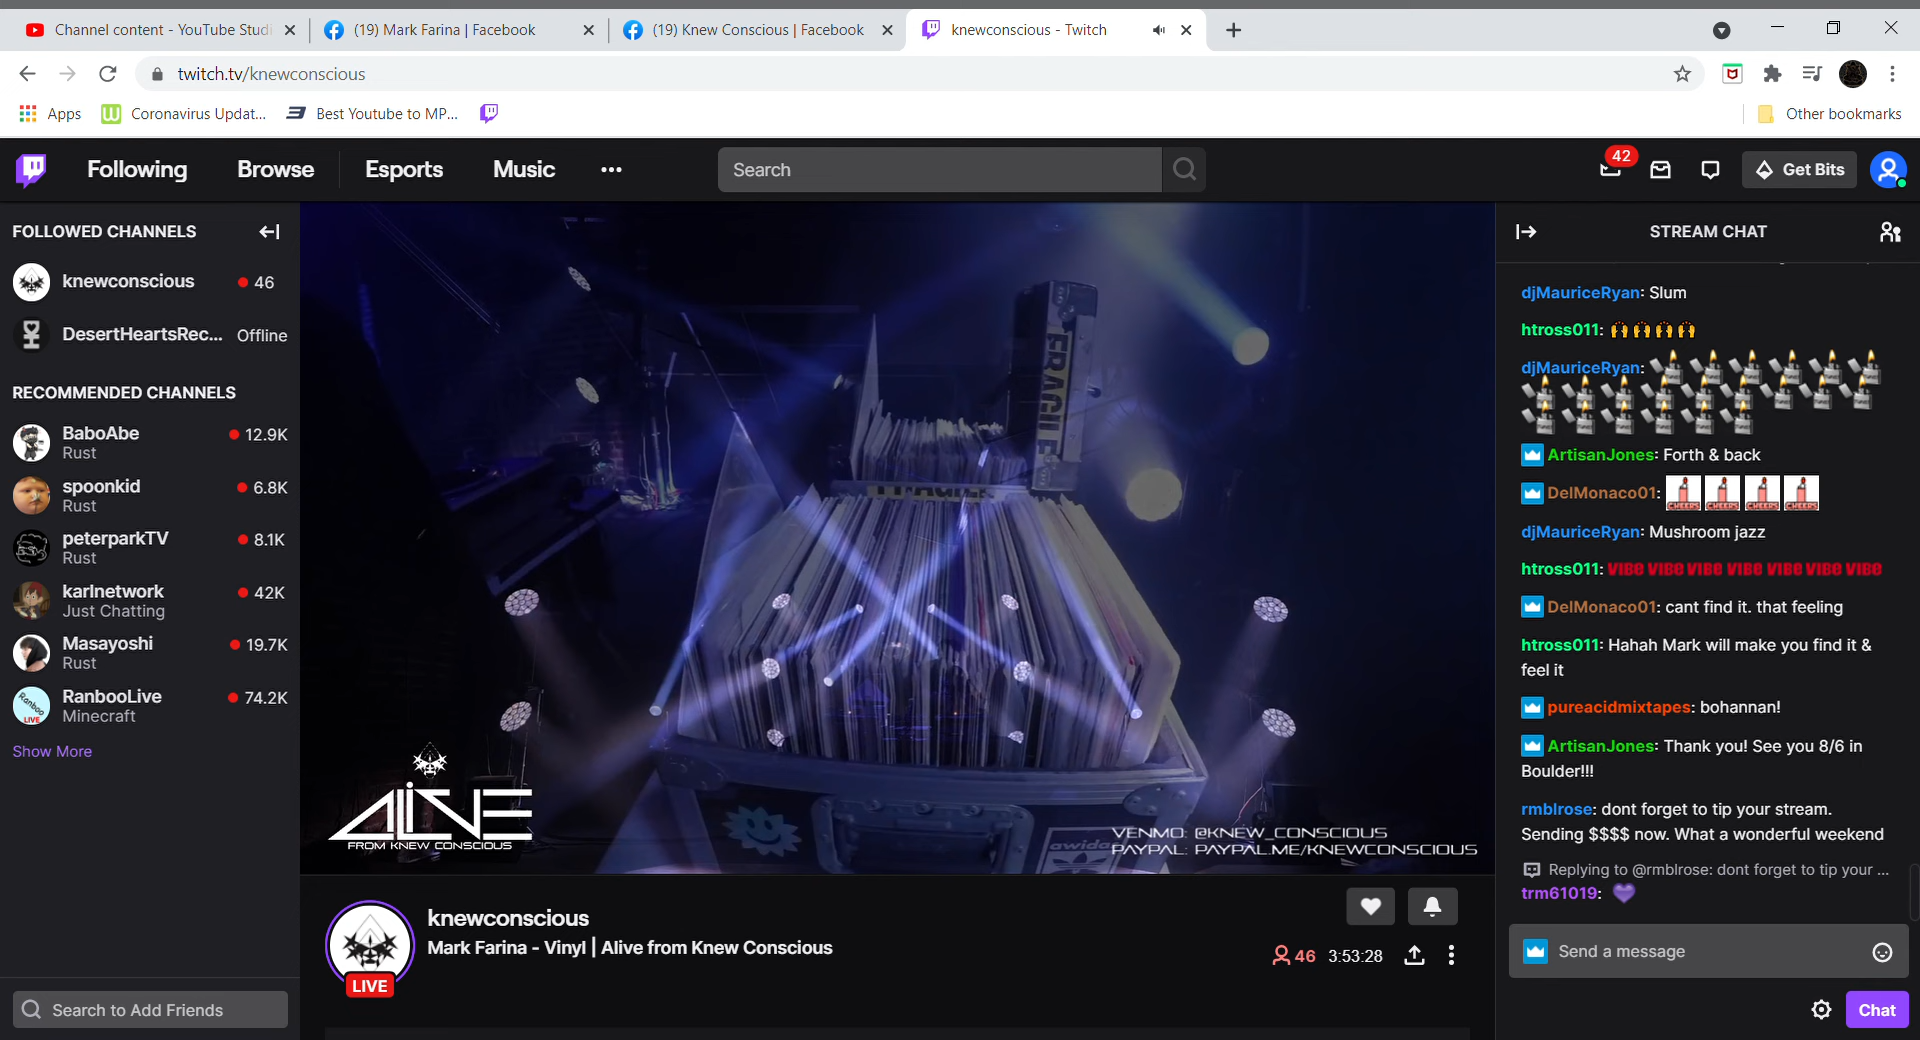 Channel content - YouTube Studi
(19) Mark Farina | Facebook
(19) Knew Conscious | Facebook
knewconscious - Twitch
twitch.tv/knewconscious
Apps
Coronavirus Updat...
Best Youtube to MP...
Other bookmarks
Following
Browse
Esports
Music
Search
42
Get Bits
FOLLOWED CHANNELS
knewconscious
46
DesertHeartsRec...
Offline
RECOMMENDED CHANNELS
BaboAbe
12.9K
Rust
spoonkid
6.8K
Rust
peterparkTV
8.1K
Rust
karlnetwork
42K
Just Chatting
Masayoshi
19.7K
Rust
RanbooLive
74.2K
Minecraft
Ranboo
LIVE
Show More
Search to Add Friends
FRAGILE
ALIVE
FROM KNEW CONSCIOUS
VENMO: @KNEW_CONSCIOUS
PAYPAL: PAYPAL.ME/KNEWCONSCIOUS
LIVE
knewconscious
Mark Farina - Vinyl | Alive from Knew Conscious
46
3:53:28
STREAM CHAT
djMauriceRyan: Slum
htross011: 🙌🙌🙌🙌
djMauriceRyan:
ArtisanJones: Forth & back
DelMonaco01: CHEERS CHEERS CHEERS CHEERS
djMauriceRyan: Mushroom jazz
htross011: VIBE VIBE VIBE VIBE VIBE VIBE VIBE
DelMonaco01: cant find it. that feeling
htross011: Hahah Mark will make you find it &
feel it
pureacidmixtapes: bohannan!
ArtisanJones: Thank you! See you 8/6 in
Boulder!!!
rmblrose: dont forget to tip your stream.
Sending $$$$ now. What a wonderful weekend
Replying to @rmblrose: dont forget to tip your ...
trm61019: 💜
Send a message
Chat